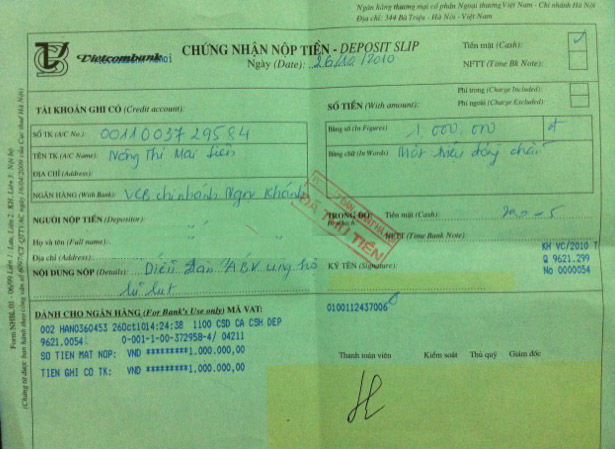 Ngân hàng thương mại cổ phần Ngoại thương Việt Nam - Chi nhánh Hà Nội
Địa chỉ: 344 Bà Triệu - Hà Nội - Việt Nam
Vietcombank Hanoi
CHỨNG NHẬN NỘP TIỀN - DEPOSIT SLIP
Ngày (Date): 26/10/2010
Tiền mặt (Cash): ✓
NFTT (Time Bk Note):
Phí trong (Charge Included):
Phí ngoài (Charge Excluded):
TÀI KHOẢN GHI CÓ (Credit account):
SỐ TIỀN (With amount):
SỐ TK (A/C No.): 0011003729584
Bằng số (In Figures): 1.000.000 đ
TÊN TK (A/C Name): Nông Thị Mai Liên
Bằng chữ (In Words): Một triệu đồng chẵn
ĐỊA CHỈ (Address):
NGÂN HÀNG (With Bank): VCB chi nhánh Ngọc Khánh
ĐÃ THU TIỀN
NGƯỜI NỘP TIỀN (Depositor):
TRONG ĐÓ
Tiền mặt (Cash):
Họ và tên (Full name):
NFTT (Time Bank Note):
Địa chỉ (Address):
KH VC/2010 T
NỘI DUNG NỘP (Details): Diễn đàn ABV ủng hộ
KÝ TÊN (Signature):
Q 9621.299
lũ lụt
No 0000054
DÀNH CHO NGÂN HÀNG (For Bank's Use only) MÃ VAT:
0100112437006
002 HAN0360453 26Oct1014:24:38 1100 CSD CA CSH DEP
9621.0054 0-001-1-00-372958-4/ 04211
SO TIEN MAT NOP: VND *********1.000.000,00
TIEN GHI CO TK: VND *********1.000.000,00
Thanh toán viên
Kiểm soát
Thủ quỹ
Giám đốc